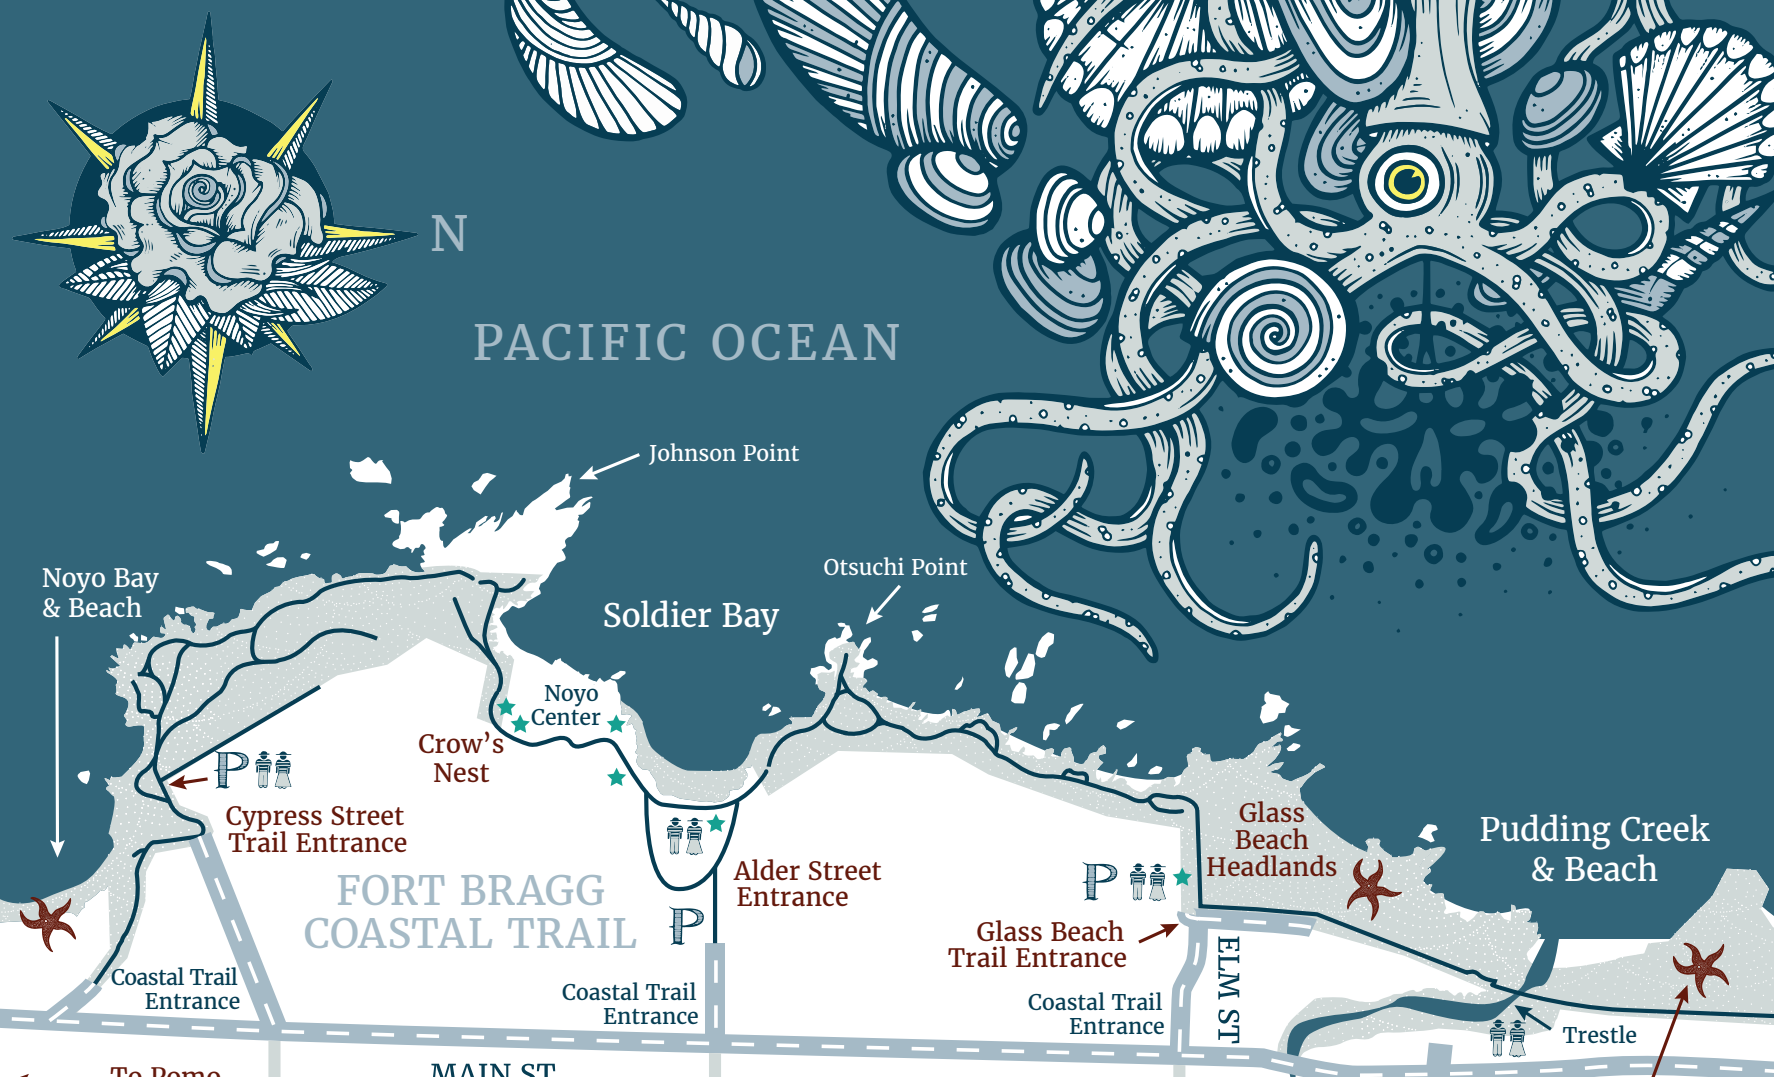 N
PACIFIC OCEAN
Johnson Point
Otsuchi Point
Noyo Bay
& Beach
Soldier Bay
Noyo
Center
Crow's
Nest
P
Cypress Street
Trail Entrance
Glass
Beach
Headlands
Pudding Creek
& Beach
Alder Street
Entrance
P
FORT BRAGG
COASTAL TRAIL
P
Glass Beach
Trail Entrance
ELM ST
Coastal Trail
Entrance
Coastal Trail
Entrance
Coastal Trail
Entrance
Trestle
MAIN ST
To Pomo